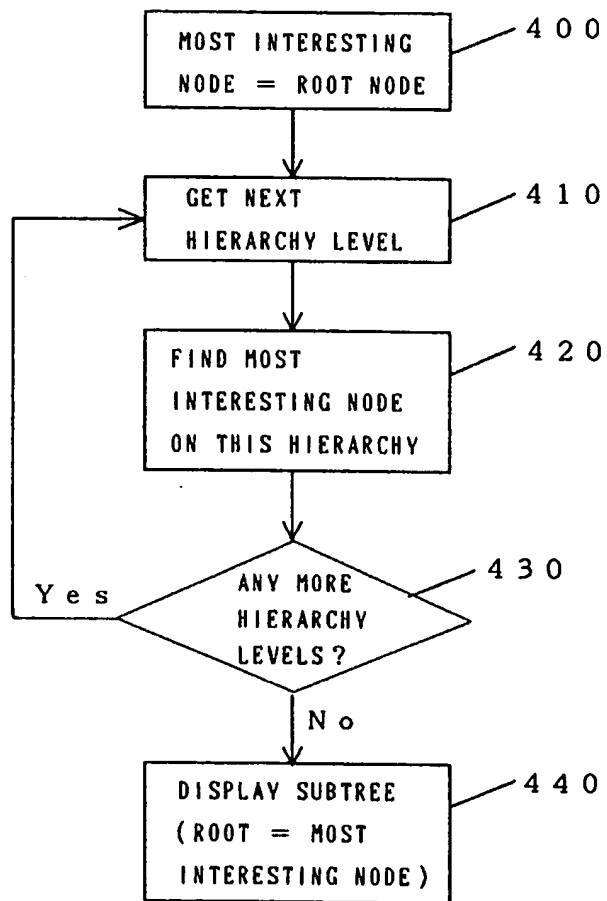 MOST INTERESTING
NODE = ROOT NODE
400
GET NEXT
HIERARCHY LEVEL
410
FIND MOST
INTERESTING NODE
ON THIS HIERARCHY
420
ANY MORE
HIERARCHY
LEVELS?
430
Yes
No
DISPLAY SUBTREE
(ROOT = MOST
INTERESTING NODE)
440